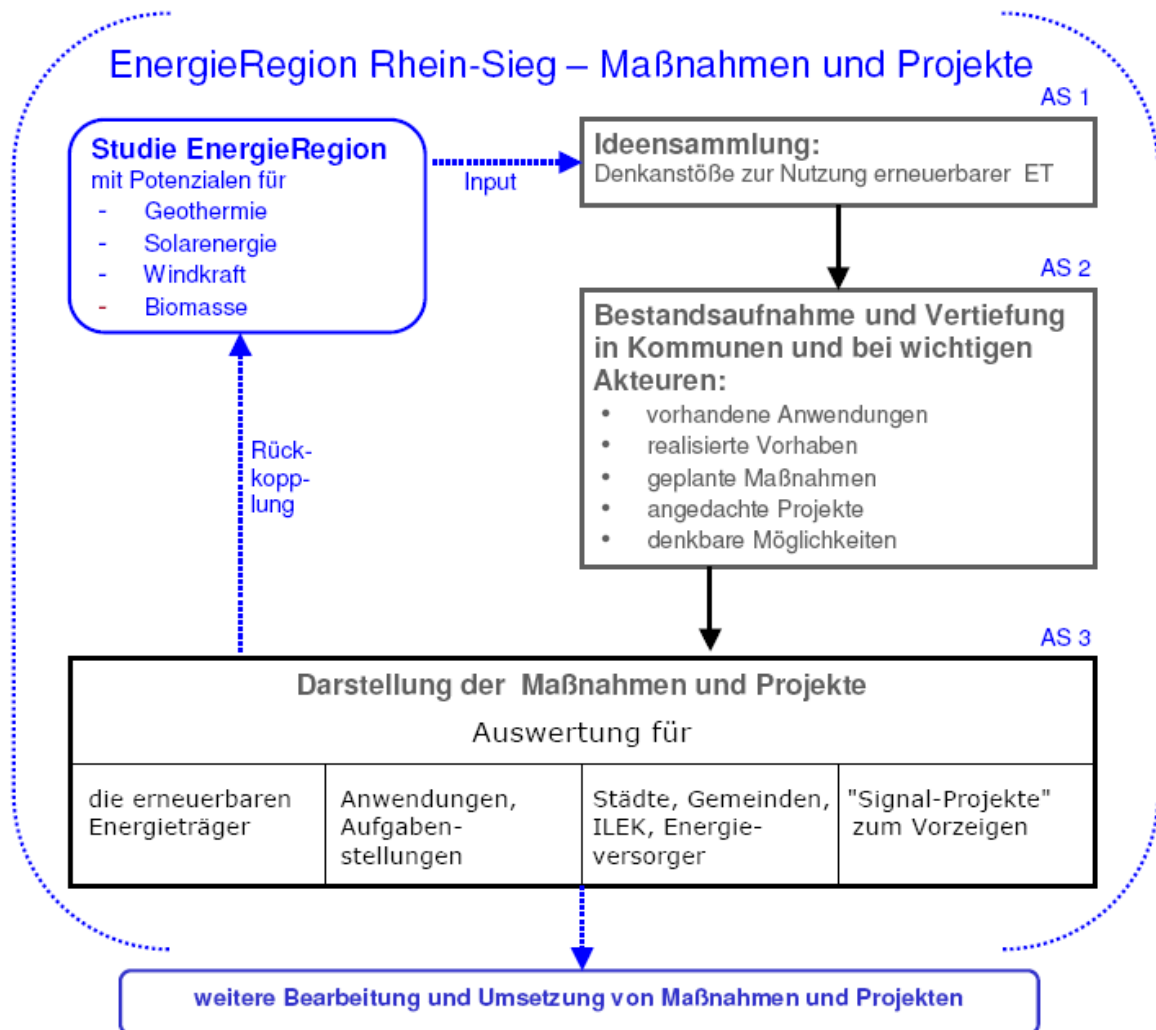 EnergieRegion Rhein-Sieg – Maßnahmen und Projekte
AS 1
Studie EnergieRegion
mit Potenzialen für
- Geothermie
- Solarenergie
- Windkraft
- Biomasse
Input
Ideensammlung:
Denkanstöße zur Nutzung erneuerbarer ET
AS 2
Bestandsaufnahme und Vertiefung
in Kommunen und bei wichtigen
Akteuren:
• vorhandene Anwendungen
• realisierte Vorhaben
• geplante Maßnahmen
• angedachte Projekte
• denkbare Möglichkeiten
Rück-
kopp-
lung
AS 3
Darstellung der Maßnahmen und Projekte
Auswertung für
die erneuerbaren
Energieträger
Anwendungen,
Aufgaben-
stellungen
Städte, Gemeinden,
ILEK, Energie-
versorger
"Signal-Projekte"
zum Vorzeigen
weitere Bearbeitung und Umsetzung von Maßnahmen und Projekten